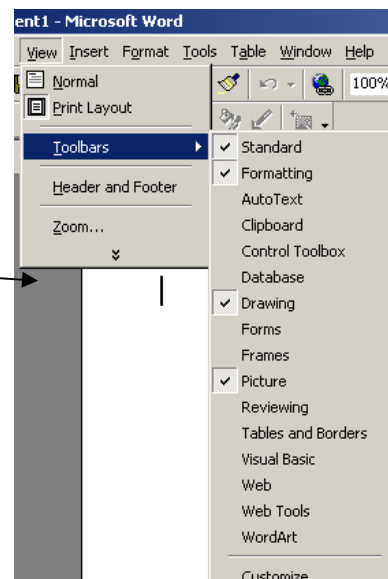 ent1 - Microsoft Word
View Insert Format Tools Table Window Help
Normal
100%
Print Layout
Toolbars
Header and Footer
Zoom...
Standard
Formatting
AutoText
Clipboard
Control Toolbox
Database
Drawing
Forms
Frames
Picture
Reviewing
Tables and Borders
Visual Basic
Web
Web Tools
WordArt
Customize